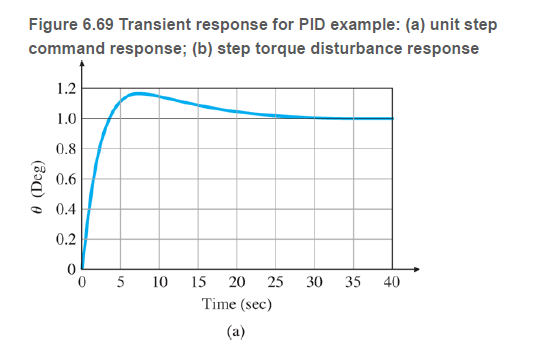 Figure 6.69 Transient response for PID example: (a) unit step
command response; (b) step torque disturbance response
1.2
1.0
0.8
0.6
0.4
0.2
0
θ (Deg)
0 5 10 15 20 25 30 35 40
Time (sec)
(a)